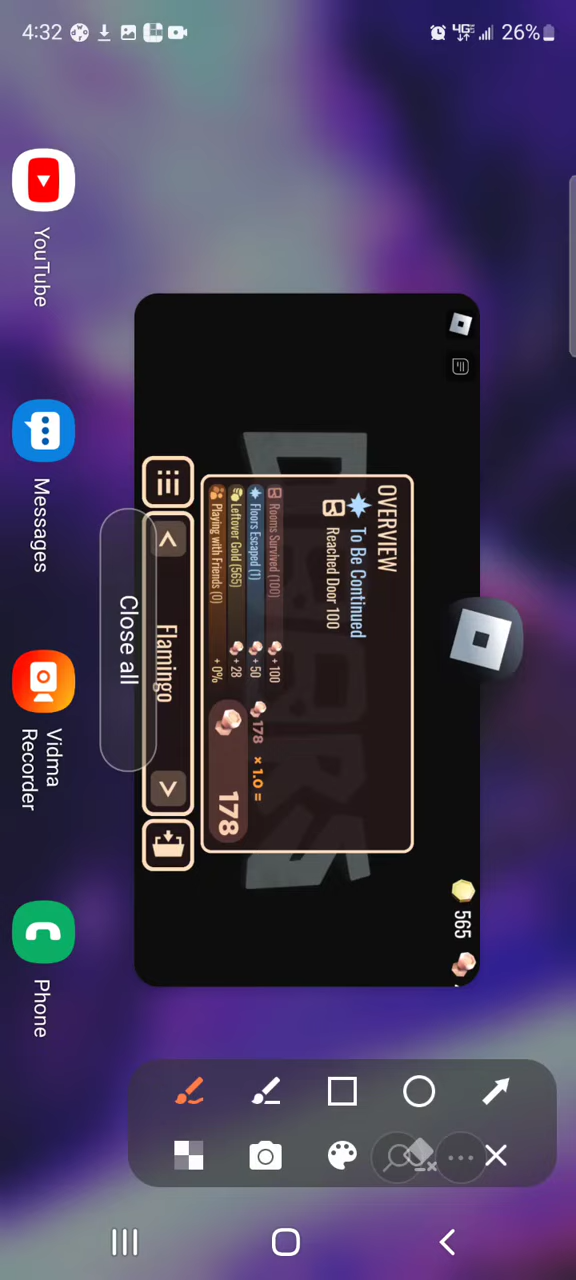 4:32
4G
26%
YouTube
Messages
Vidma
Recorder
Phone
565
DOORS
OVERVIEW
To Be Continued
Reached Door 100
Rooms Survived (100)
+ 100
Floors Escaped (1)
+ 50
Leftover Gold (565)
+ 28
Playing with Friends (0)
+ 0%
178 × 1.0 =
178
< Flamingo >
Close all